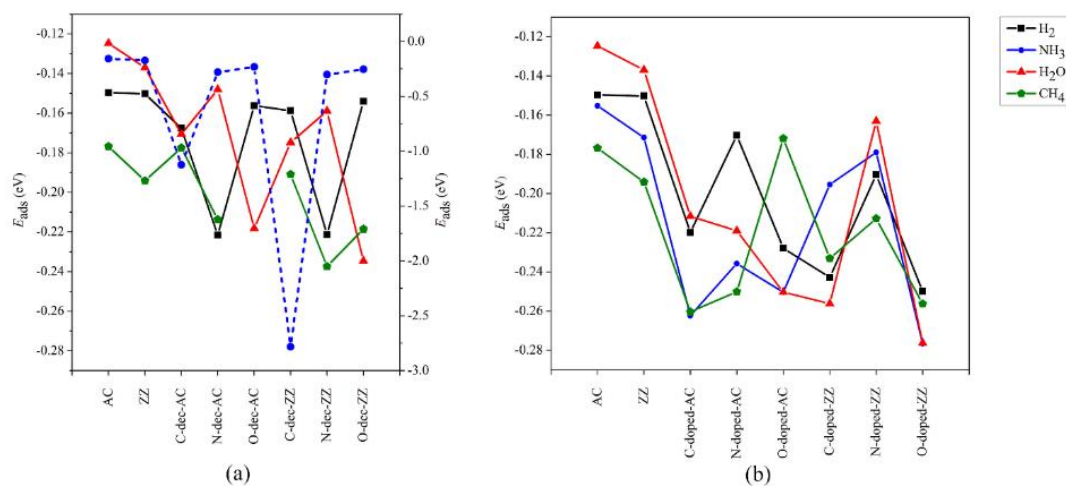 -0.12
-0.14
-0.16
-0.18
-0.20
-0.22
-0.24
-0.26
-0.28
E_ads (eV)
0.0
-0.5
-1.0
-1.5
-2.0
-2.5
-3.0
E_ads (eV)
AC
ZZ
C-dec-AC
N-dec-AC
O-dec-AC
C-dec-ZZ
N-dec-ZZ
O-dec-ZZ
(a)
-0.12
-0.14
-0.16
-0.18
-0.20
-0.22
-0.24
-0.26
-0.28
E_ads (eV)
AC
ZZ
C-doped-AC
N-doped-AC
O-doped-AC
C-doped-ZZ
N-doped-ZZ
O-doped-ZZ
(b)
H₂
NH₃
H₂O
CH₄